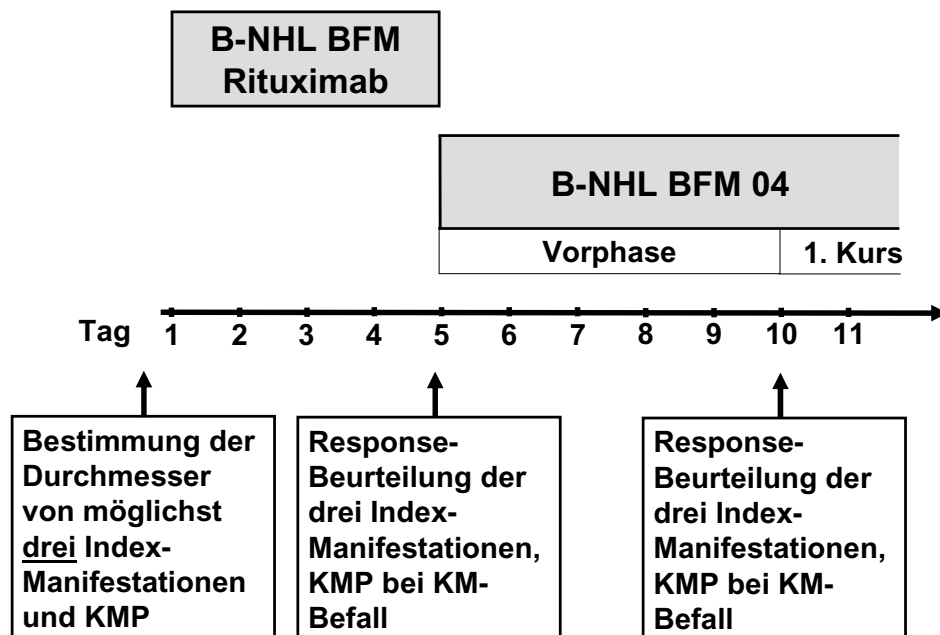 B-NHL BFM
Rituximab
B-NHL BFM 04
Vorphase
1. Kurs
Tag 1 2 3 4 5 6 7 8 9 10 11
Bestimmung der
Durchmesser
von möglichst
drei Index-
Manifestationen
und KMP
Response-
Beurteilung der
drei Index-
Manifestationen,
KMP bei KM-
Befall
Response-
Beurteilung der
drei Index-
Manifestationen,
KMP bei KM-
Befall